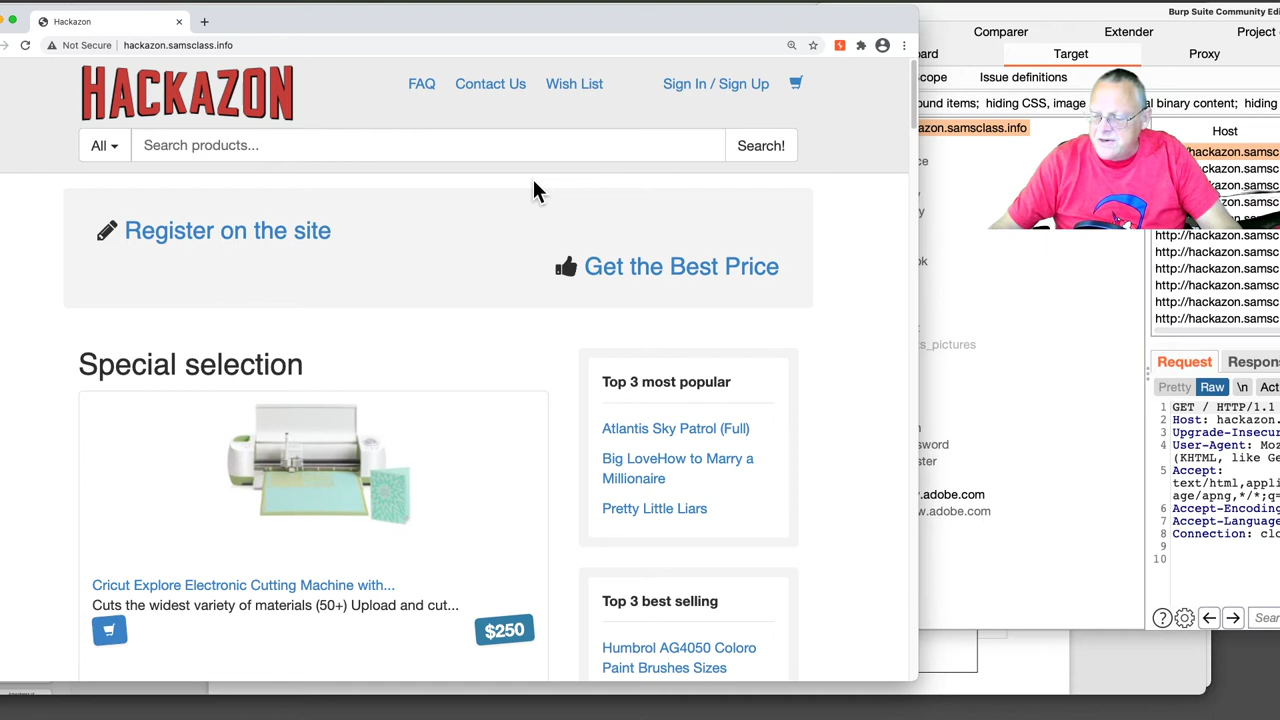 Hackazon
Not Secure
hackazon.samsclass.info
HACKAZON
FAQ
Contact Us
Wish List
Sign In / Sign Up
All
Search products...
Search!
Register on the site
Get the Best Price
Special selection
Cricut Explore Electronic Cutting Machine with...
Cuts the widest variety of materials (50+) Upload and cut...
$250
Top 3 most popular
Atlantis Sky Patrol (Full)
Big LoveHow to Marry a
Millionaire
Pretty Little Liars
Top 3 best selling
Humbrol AG4050 Coloro
Paint Brushes Sizes
Burp Suite Community Edi
Comparer
Extender
Project
ard
Target
Proxy
cope
Issue definitions
ound items; hiding CSS, image
al binary content; hiding
azon.samsclass.info
Host
/hackazon.samsc
hackazon.samsc
http://hackazon.samsc
http://hackazon.samsc
http://hackazon.samsc
http://hackazon.samsc
http://hackazon.samsc
http://hackazon.samsc
s_pictures
sword
ster
.adobe.com
w.adobe.com
Request
Respon
Pretty
Raw
\n
Act
1 GET / HTTP/1.1
2 Host: hackazon.
3 Upgrade-Insecur
4 User-Agent: Moz
(KHTML, like Ge
5 Accept:
text/html,appli
age/apng,*/*;q=
6 Accept-Encoding
7 Accept-Language
8 Connection: clo
9
10
Sear